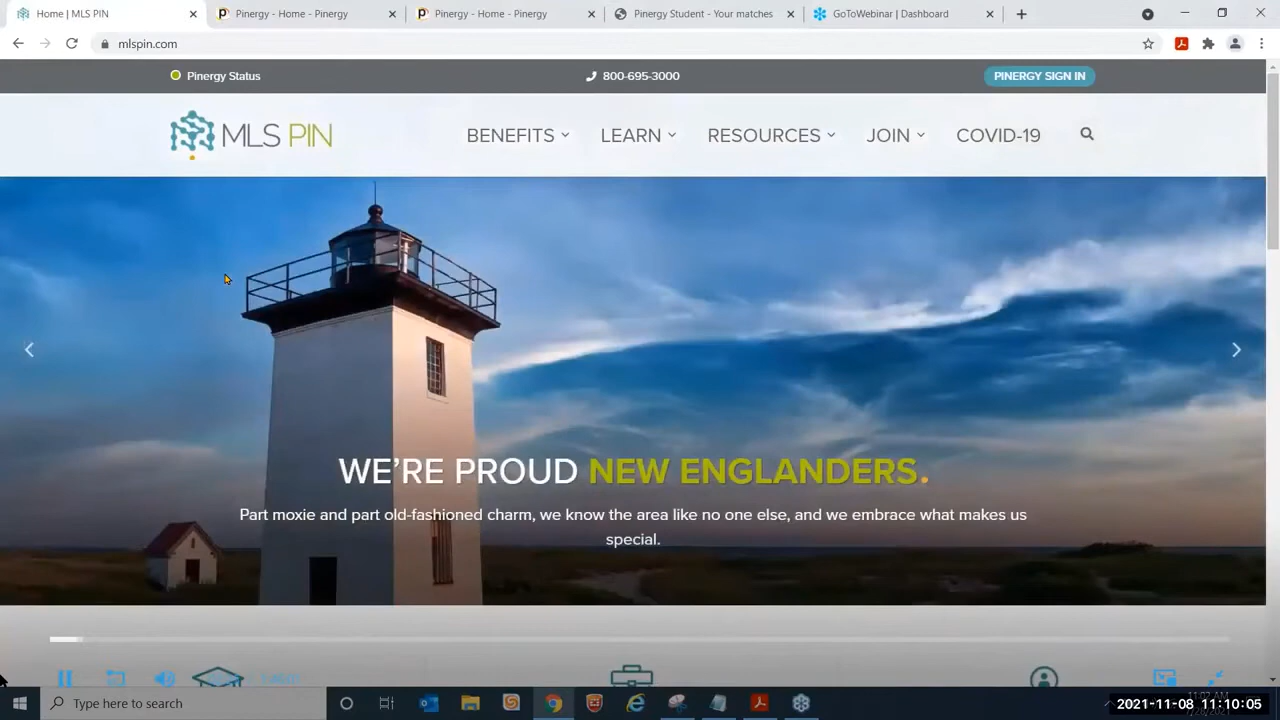 Home | MLS PIN
Pinergy - Home - Pinergy
Pinergy - Home - Pinergy
Pinergy Student - Your matches
GoToWebinar | Dashboard
mlspin.com
Pinergy Status
800-695-3000
PINERGY SIGN IN
MLS PIN
BENEFITS
LEARN
RESOURCES
JOIN
COVID-19
WE'RE PROUD NEW ENGLANDERS.
Part moxie and part old-fashioned charm, we know the area like no one else, and we embrace what makes us
special.
Type here to search
2021-11-08 11:10:05